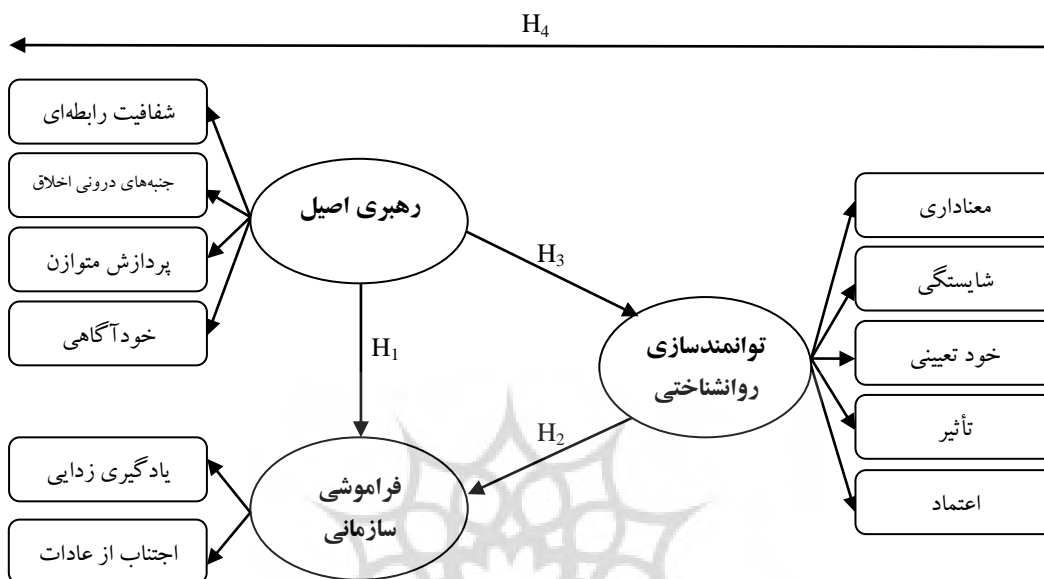 H4
شفافیت رابطه‌ای
جنبه‌های درونی اخلاق
پردازش متوازن
خودآگاهی
رهبری اصیل
H3
H1
معناداری
شایستگی
خود تعیینی
تأثیر
اعتماد
توانمندسازی
روانشناختی
H2
یادگیری زدایی
اجتناب از عادات
فراموشی
سازمانی